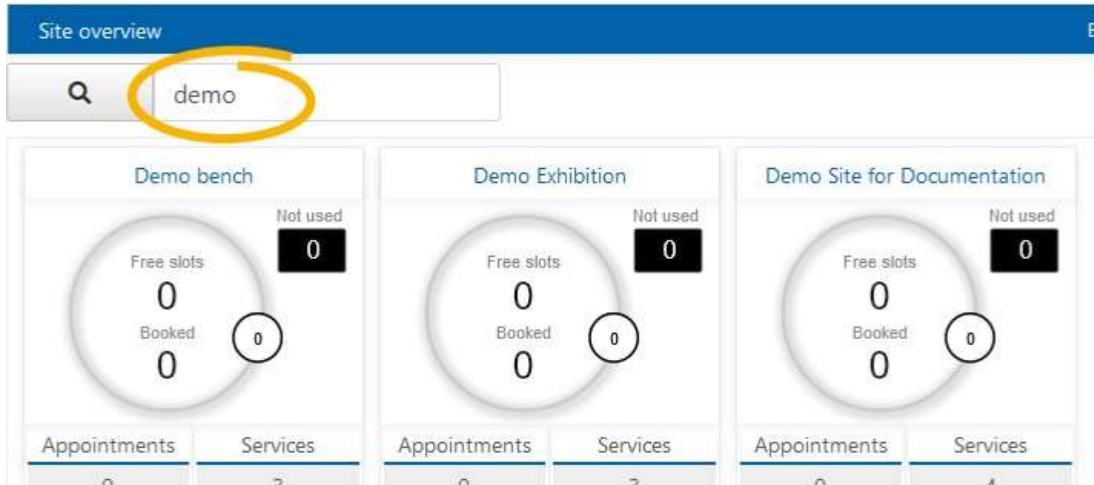 Site overview
demo
Demo bench
Not used
0
Free slots
0
Booked
0
0
Appointments Services
Demo Exhibition
Not used
0
Free slots
0
Booked
0
0
Appointments Services
Demo Site for Documentation
Not used
0
Free slots
0
Booked
0
0
Appointments Services